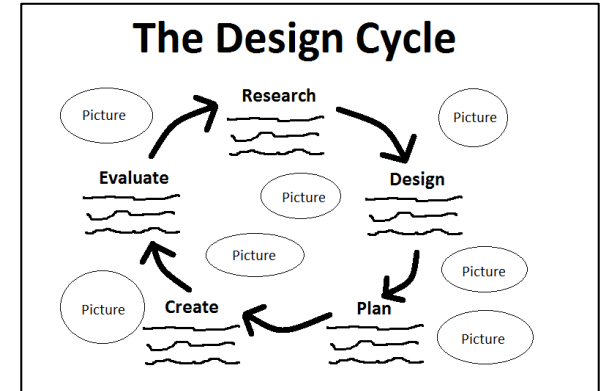 The Design Cycle
Research
Picture
Picture
Evaluate
Design
Picture
Picture
Picture
Create
Plan
Picture
Picture